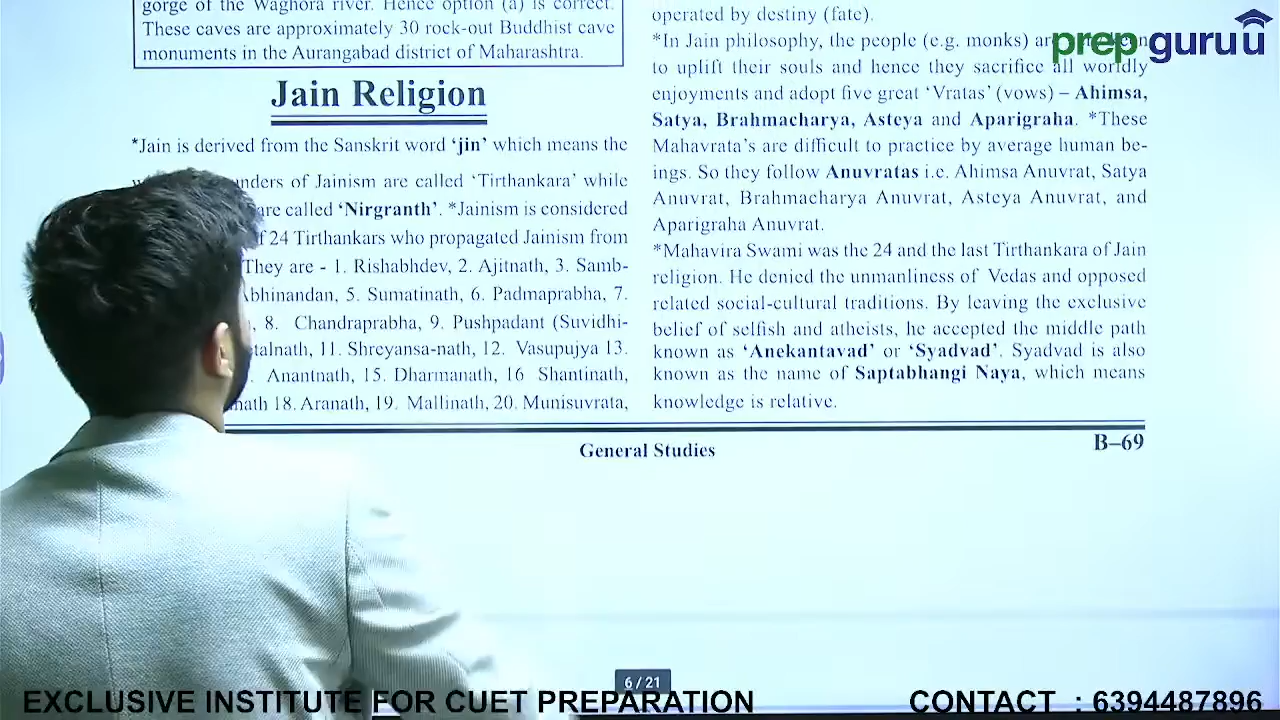 gorge of the Waghora river. Hence option (a) is correct.
These caves are approximately 30 rock-out Buddhist cave
monuments in the Aurangabad district of Maharashtra.
Jain Religion
*Jain is derived from the Sanskrit word 'jin' which means the
nders of Jainism are called 'Tirthankara' while
are called 'Nirgranth'. *Jainism is considered
f 24 Tirthankars who propagated Jainism from
They are - 1. Rishabhdev, 2. Ajitnath, 3. Samb-
bhinandan, 5. Sumatinath, 6. Padmaprabha, 7.
, 8. Chandraprabha, 9. Pushpadant (Suvidhi-
talnath, 11. Shreyansa-nath, 12. Vasupujya 13.
. Anantnath, 15. Dharmanath, 16 Shantinath,
nath 18. Aranath, 19. Mallinath, 20. Munisuvrata,
operated by destiny (fate).
*In Jain philosophy, the people (e.g. monks)
to uplift their souls and hence they sacrifice all worldly
enjoyments and adopt five great 'Vratas' (vows) – Ahimsa,
Satya, Brahmacharya, Asteya and Aparigraha. *These
Mahavrata's are difficult to practice by average human be-
ings. So they follow Anuvratas i.e. Ahimsa Anuvrat, Satya
Anuvrat, Brahmacharya Anuvrat, Asteya Anuvrat, and
Aparigraha Anuvrat.
*Mahavira Swami was the 24 and the last Tirthankara of Jain
religion. He denied the unmanliness of Vedas and opposed
related social-cultural traditions. By leaving the exclusive
belief of selfish and atheists, he accepted the middle path
known as 'Anekantavad' or 'Syadvad'. Syadvad is also
known as the name of Saptabhangi Naya, which means
knowledge is relative.
General Studies
B–69
prepguruu
6 / 21
EXCLUSIVE INSTITUTE FOR CUET PREPARATION
CONTACT : 6394487896